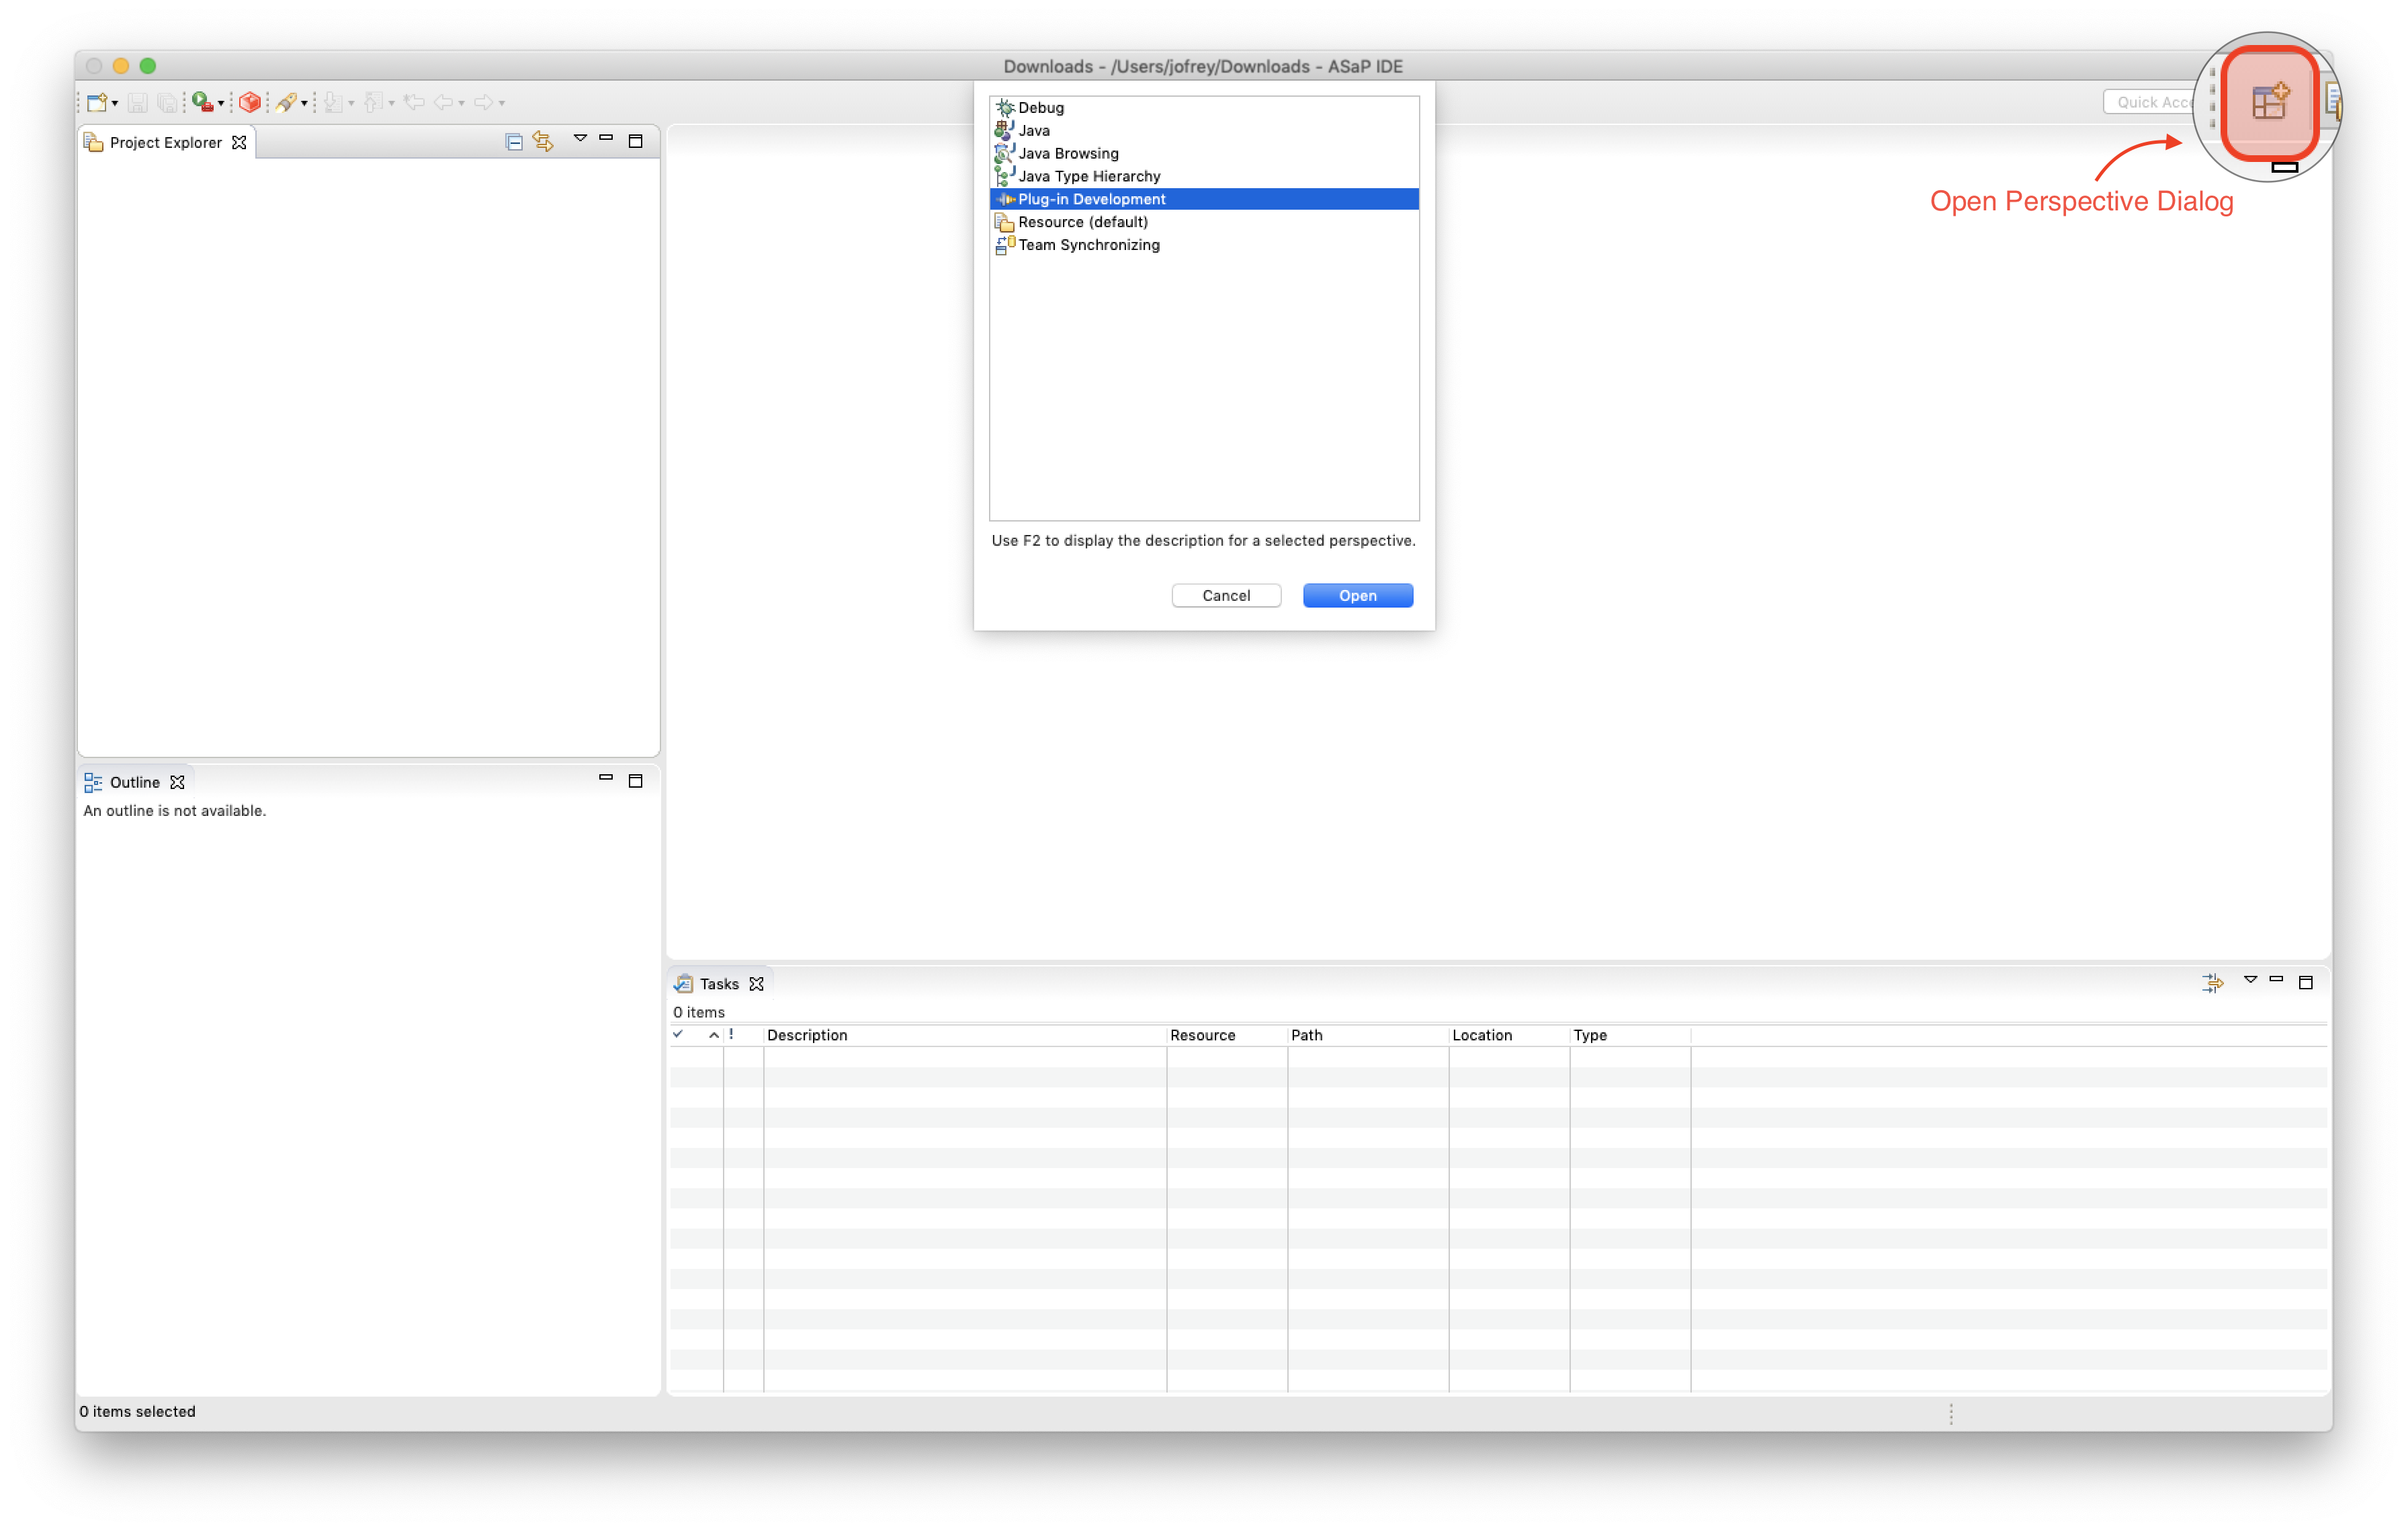 Downloads - /Users/jofrey/Downloads - ASaP IDE
Quick Acc
Open Perspective Dialog
Project Explorer
Debug
Java
Java Browsing
Java Type Hierarchy
Plug-in Development
Resource (default)
Team Synchronizing
Use F2 to display the description for a selected perspective.
Cancel Open
Outline
An outline is not available.
Tasks
0 items
! Description Resource Path Location Type
0 items selected